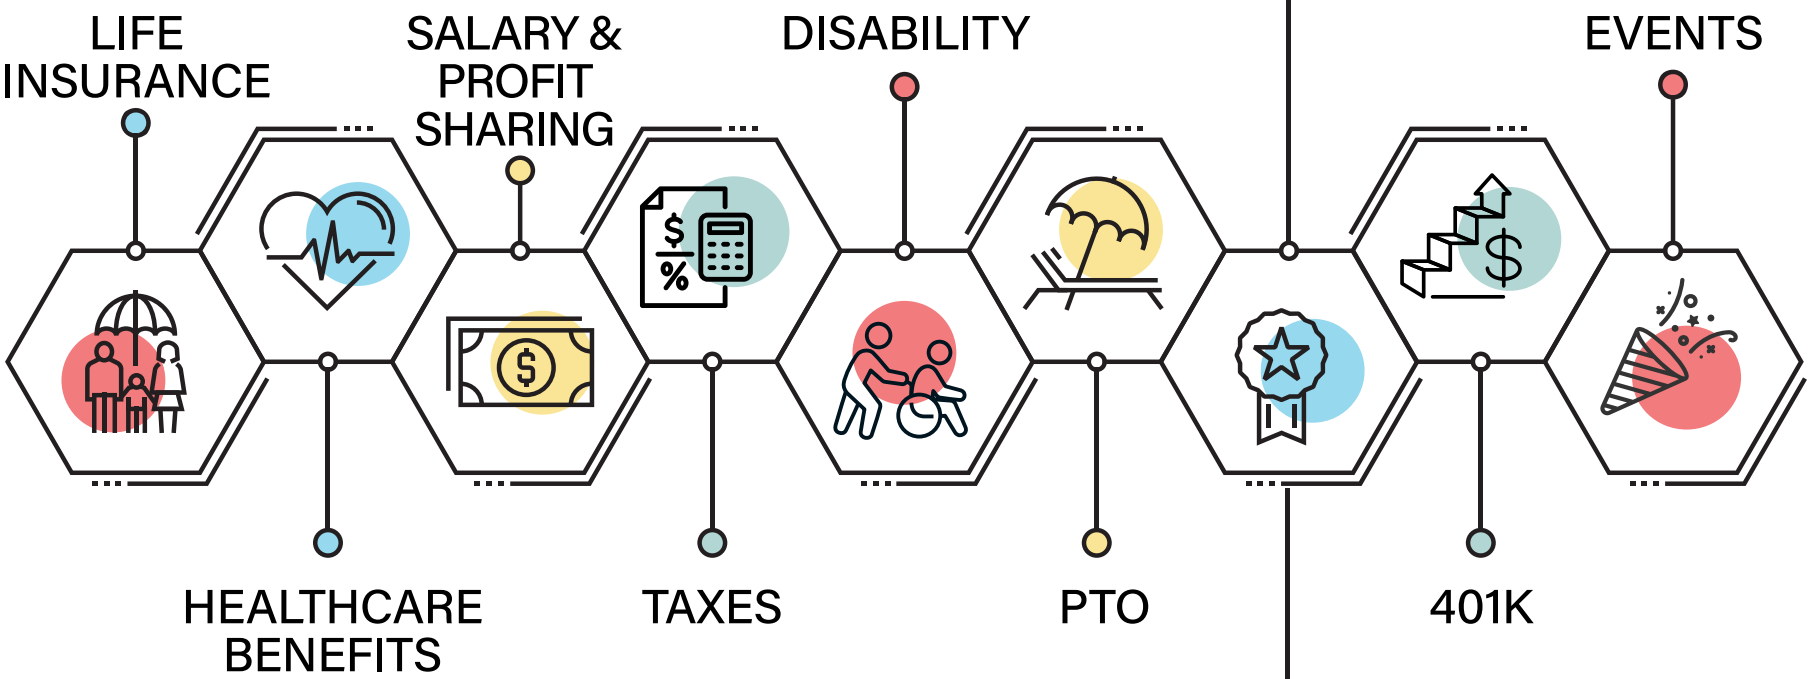 LIFE
INSURANCE
SALARY &
PROFIT
SHARING
DISABILITY
EVENTS
$
%
$
$
HEALTHCARE
BENEFITS
TAXES
PTO
401K